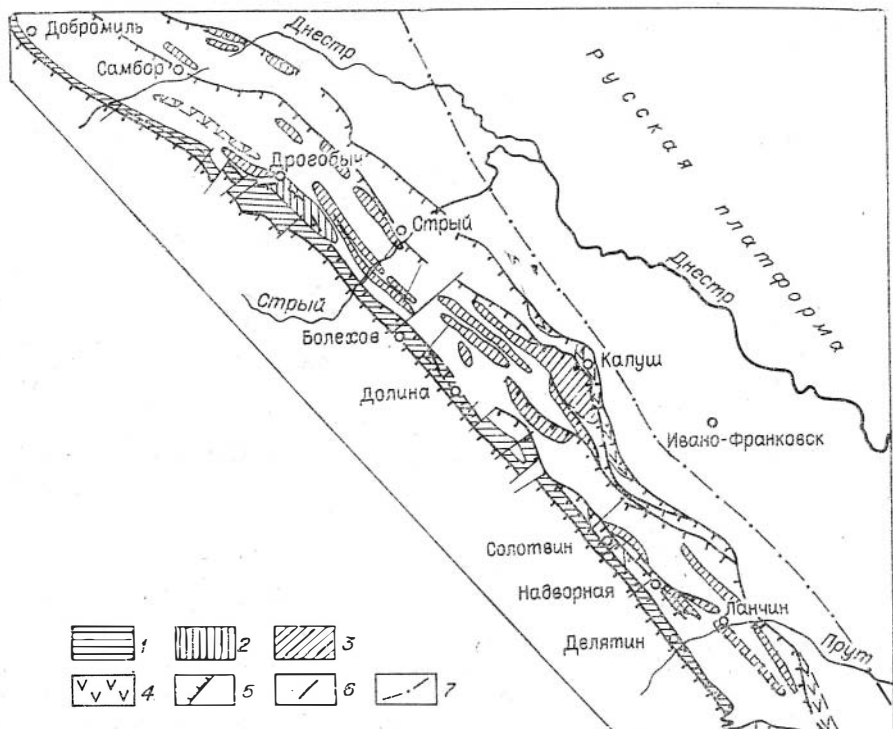 Добромиль
Самбор
Днестр
Русская платформа
Дрогобыч
Стрый
Стрый
Днестр
Болехов
Калуш
Долина
Ивано-Франковск
Солотвин
Надворная
Ланчин
Делятин
Прут
1 2 3
4 5 6 7